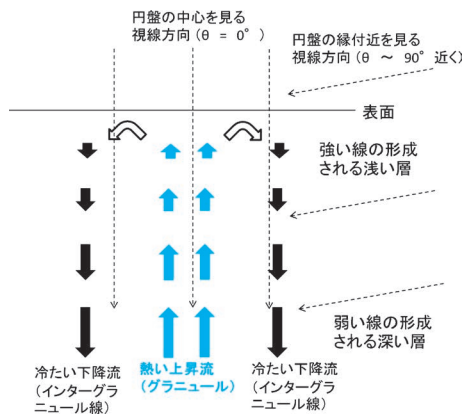 円盤の中心を見る
視線方向(θ = 0°)
円盤の縁付近を見る
視線方向(θ ～ 90°近く)
表面
強い線の形成
される浅い層
弱い線の形成
される深い層
冷たい下降流
(インターグラ
ニュール線)
熱い上昇流
(グラニュール)
冷たい下降流
(インターグラ
ニュール線)